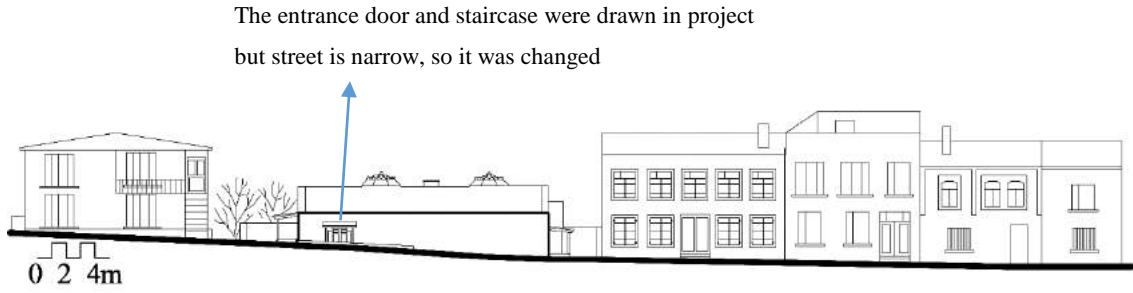 The entrance door and staircase were drawn in project
but street is narrow, so it was changed
0 2 4m